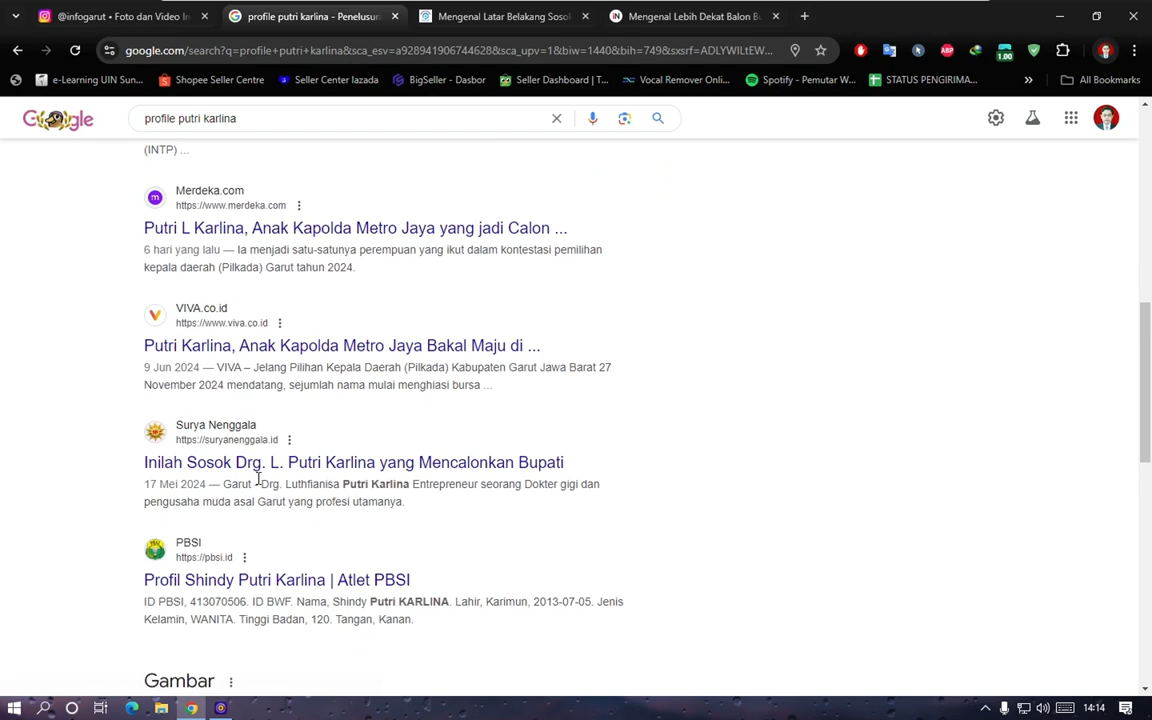 @infogarut • Foto dan Video In
profile putri karlina - Penelusur
Mengenal Latar Belakang Sosok
Mengenal Lebih Dekat Balon Bu
google.com/search?q=profile+putri+karlina&sca_esv=a928941906744628&sca_upv=1&biw=1440&bih=749&sxsrf=ADLYWILtEW...
e-Learning UIN Sun...
Shopee Seller Centre
Seller Center lazada
BigSeller - Dasbor
Seller Dashboard | T...
Vocal Remover Onli...
Spotify - Pemutar W...
STATUS PENGIRIMA...
All Bookmarks
Google
profile putri karlina
(INTP) ...
Merdeka.com
https://www.merdeka.com
Putri L Karlina, Anak Kapolda Metro Jaya yang jadi Calon ...
6 hari yang lalu — Ia menjadi satu-satunya perempuan yang ikut dalam kontestasi pemilihan
kepala daerah (Pilkada) Garut tahun 2024.
VIVA.co.id
https://www.viva.co.id
Putri Karlina, Anak Kapolda Metro Jaya Bakal Maju di ...
9 Jun 2024 — VIVA – Jelang Pilihan Kepala Daerah (Pilkada) Kabupaten Garut Jawa Barat 27
November 2024 mendatang, sejumlah nama mulai menghiasi bursa ...
Surya Nenggala
https://suryanenggala.id
Inilah Sosok Drg. L. Putri Karlina yang Mencalonkan Bupati
17 Mei 2024 — Garut - Drg. Luthfianisa Putri Karlina Entrepreneur seorang Dokter gigi dan
pengusaha muda asal Garut yang profesi utamanya.
PBSI
https://pbsi.id
Profil Shindy Putri Karlina | Atlet PBSI
ID PBSI, 413070506. ID BWF. Nama, Shindy Putri KARLINA. Lahir, Karimun, 2013-07-05. Jenis
Kelamin, WANITA. Tinggi Badan, 120. Tangan, Kanan.
Gambar
ABP
1.00
14:14